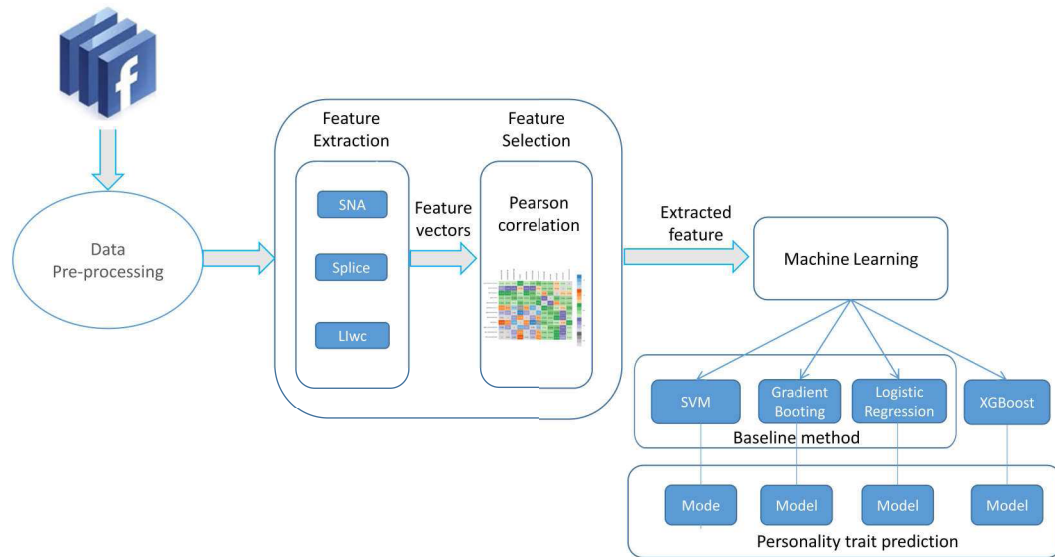 f
Data
Pre-processing
Feature
Extraction
SNA
Splice
LIwc
Feature
vectors
Feature
Selection
Pearson
correlation
Extracted
feature
Machine Learning
SVM
Gradient
Booting
Logistic
Regression
XGBoost
Baseline method
Mode
Model
Model
Model
Personality trait prediction